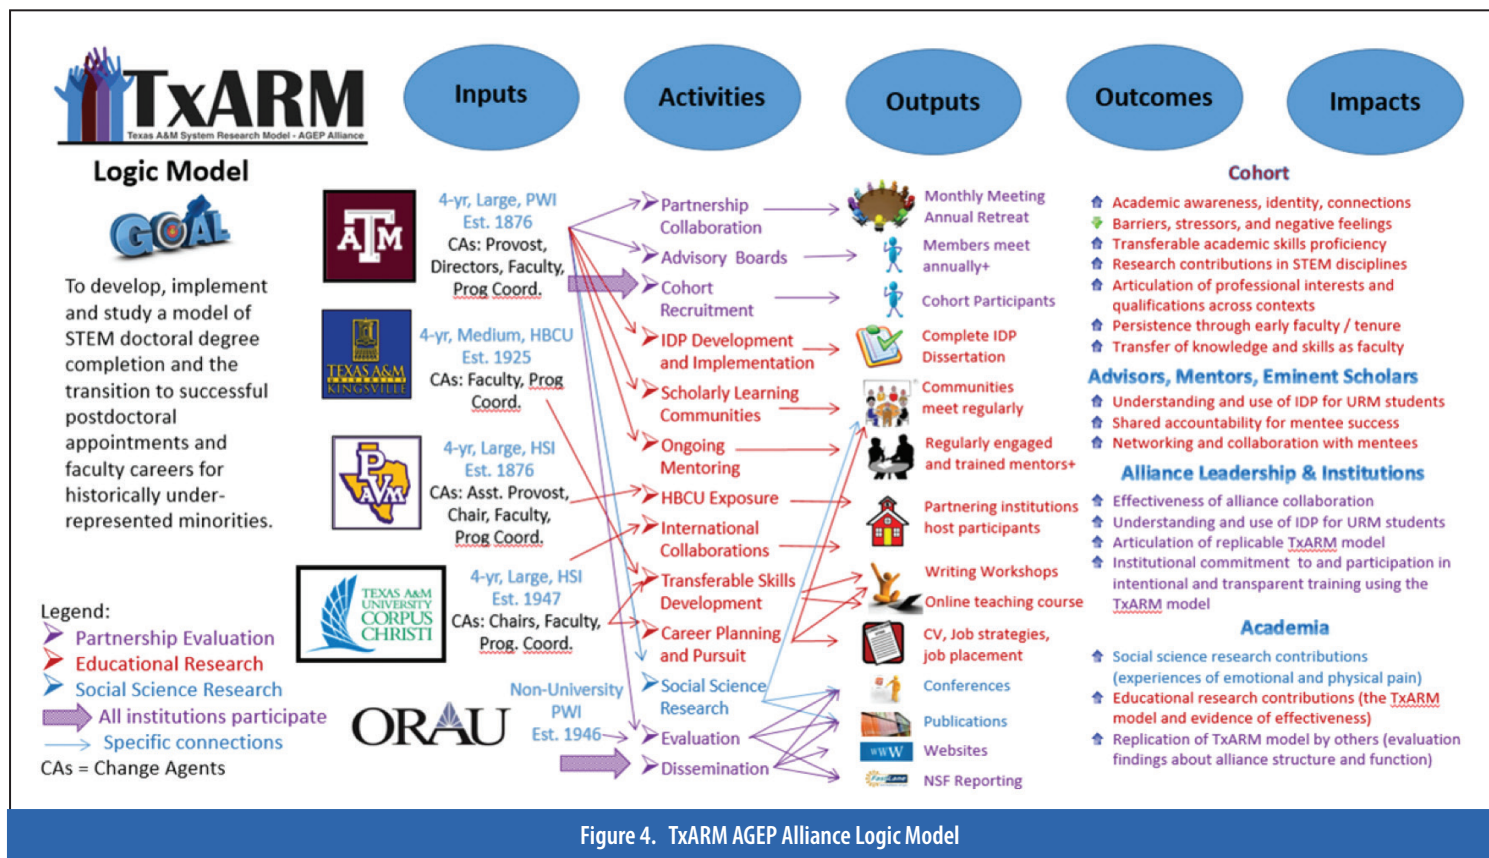 TxARM
Texas A&M System Research Model - AGEP Alliance
Logic Model
GOAL
To develop, implement
and study a model of
STEM doctoral degree
completion and the
transition to successful
postdoctoral
appointments and
faculty careers for
historically under-
represented minorities.
Legend:
Partnership Evaluation
Educational Research
Social Science Research
All institutions participate
Specific connections
CAs = Change Agents
Inputs
ATM
4-yr, Large, PWI
Est. 1876
CAs: Provost,
Directors, Faculty,
Prog Coord.
TEXAS A&M
UNIVERSITY
KINGSVILLE
4-yr, Medium, HBCU
Est. 1925
CAs: Faculty, Prog
Coord.
PVAM
4-yr, Large, HSI
Est. 1876
CAs: Asst. Provost,
Chair, Faculty,
Prog Coord.
TEXAS A&M
UNIVERSITY
CORPUS
CHRISTI
4-yr, Large, HSI
Est. 1947
CAs: Chairs, Faculty,
Prog. Coord.
ORAU
Non-University
PWI
Est. 1946
Activities
Partnership
Collaboration
Advisory Boards
Cohort
Recruitment
IDP Development
and Implementation
Scholarly Learning
Communities
Ongoing
Mentoring
HBCU Exposure
International
Collaborations
Transferable Skills
Development
Career Planning
and Pursuit
Social Science
Research
Evaluation
Dissemination
Outputs
Monthly Meeting
Annual Retreat
Members meet
annually+
Cohort Participants
Complete IDP
Dissertation
Communities
meet regularly
Regularly engaged
and trained mentors+
Partnering institutions
host participants
Writing Workshops
Online teaching course
CV, Job strategies,
job placement
Conferences
Publications
WWW
Websites
FastLane
NSF Reporting
Outcomes
Impacts
Cohort
Academic awareness, identity, connections
Barriers, stressors, and negative feelings
Transferable academic skills proficiency
Research contributions in STEM disciplines
Articulation of professional interests and
qualifications across contexts
Persistence through early faculty / tenure
Transfer of knowledge and skills as faculty
Advisors, Mentors, Eminent Scholars
Understanding and use of IDP for URM students
Shared accountability for mentee success
Networking and collaboration with mentees
Alliance Leadership & Institutions
Effectiveness of alliance collaboration
Understanding and use of IDP for URM students
Articulation of replicable TxARM model
Institutional commitment to and participation in
intentional and transparent training using the
TxARM model
Academia
Social science research contributions
(experiences of emotional and physical pain)
Educational research contributions (the TxARM
model and evidence of effectiveness)
Replication of TxARM model by others (evaluation
findings about alliance structure and function)
Figure 4. TxARM AGEP Alliance Logic Model